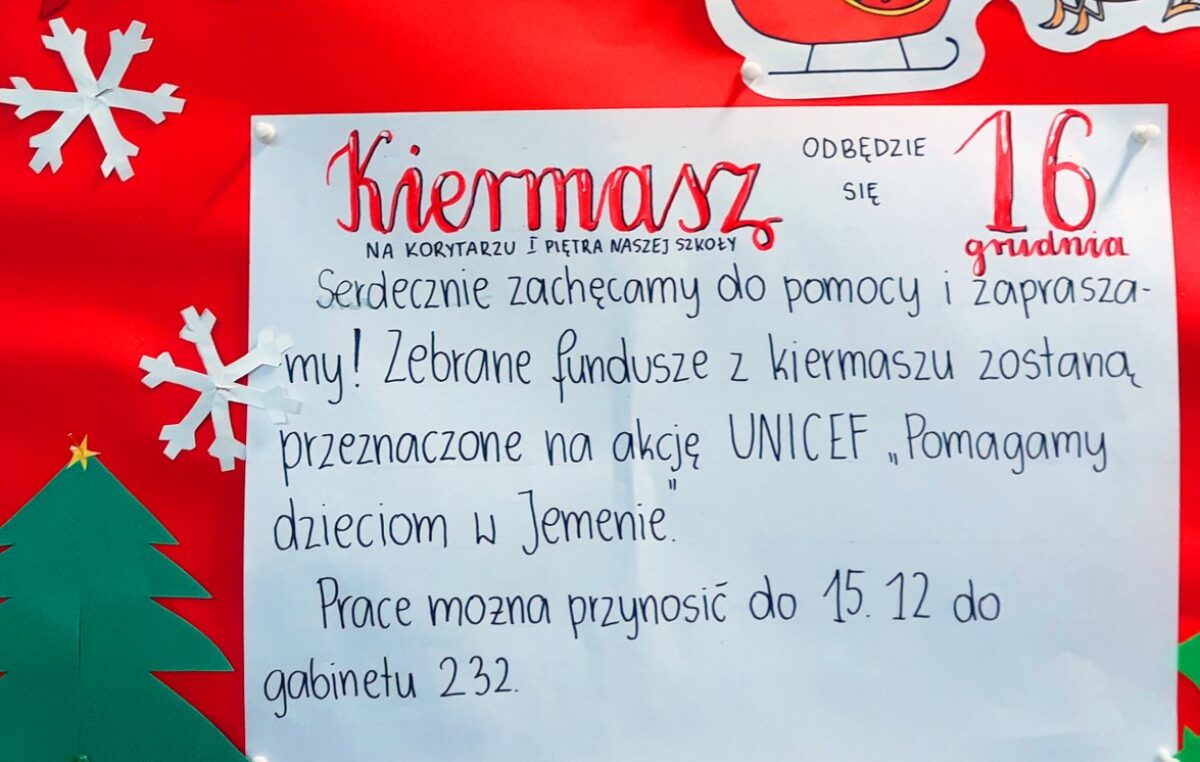 Kiermasz ODBĘDZIE SIĘ 16 grudnia
NA KORYTARZU I PIĘTRA NASZEJ SZKOŁY
Serdecznie zachęcamy do pomocy i zaprasza-
my! Zebrane fundusze z kiermaszu zostaną
przeznaczone na akcję UNICEF „Pomagamy
dzieciom w Jemenie."
Prace można przynosić do 15.12 do
gabinetu 232.